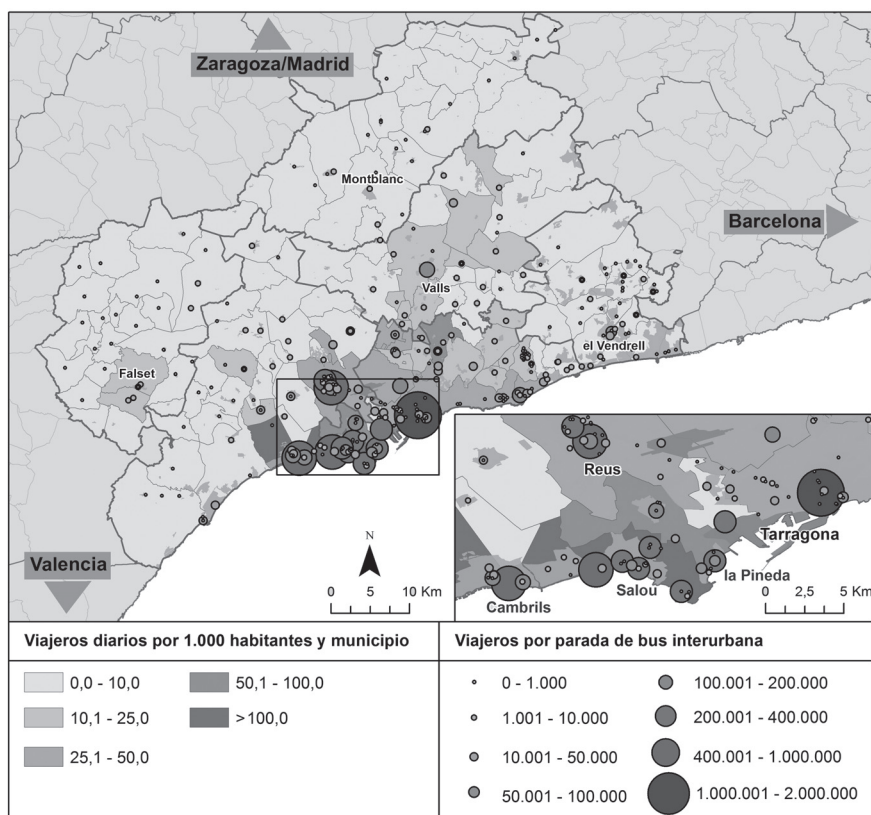 Zaragoza/Madrid
Montblanc
Barcelona
Valls
el Vendrell
Falset
Reus
N
Tarragona
Valencia
la Pineda
0 5 10 Km
Salou
Cambrils
0 2,5 5 Km
Viajeros diarios por 1.000 habitantes y municipio
0,0 - 10,0
50,1 - 100,0
10,1 - 25,0
>100,0
25,1 - 50,0
Viajeros por parada de bus interurbana
0 - 1.000
100.001 - 200.000
1.001 - 10.000
200.001 - 400.000
10.001 - 50.000
400.001 - 1.000.000
50.001 - 100.000
1.000.001 - 2.000.000